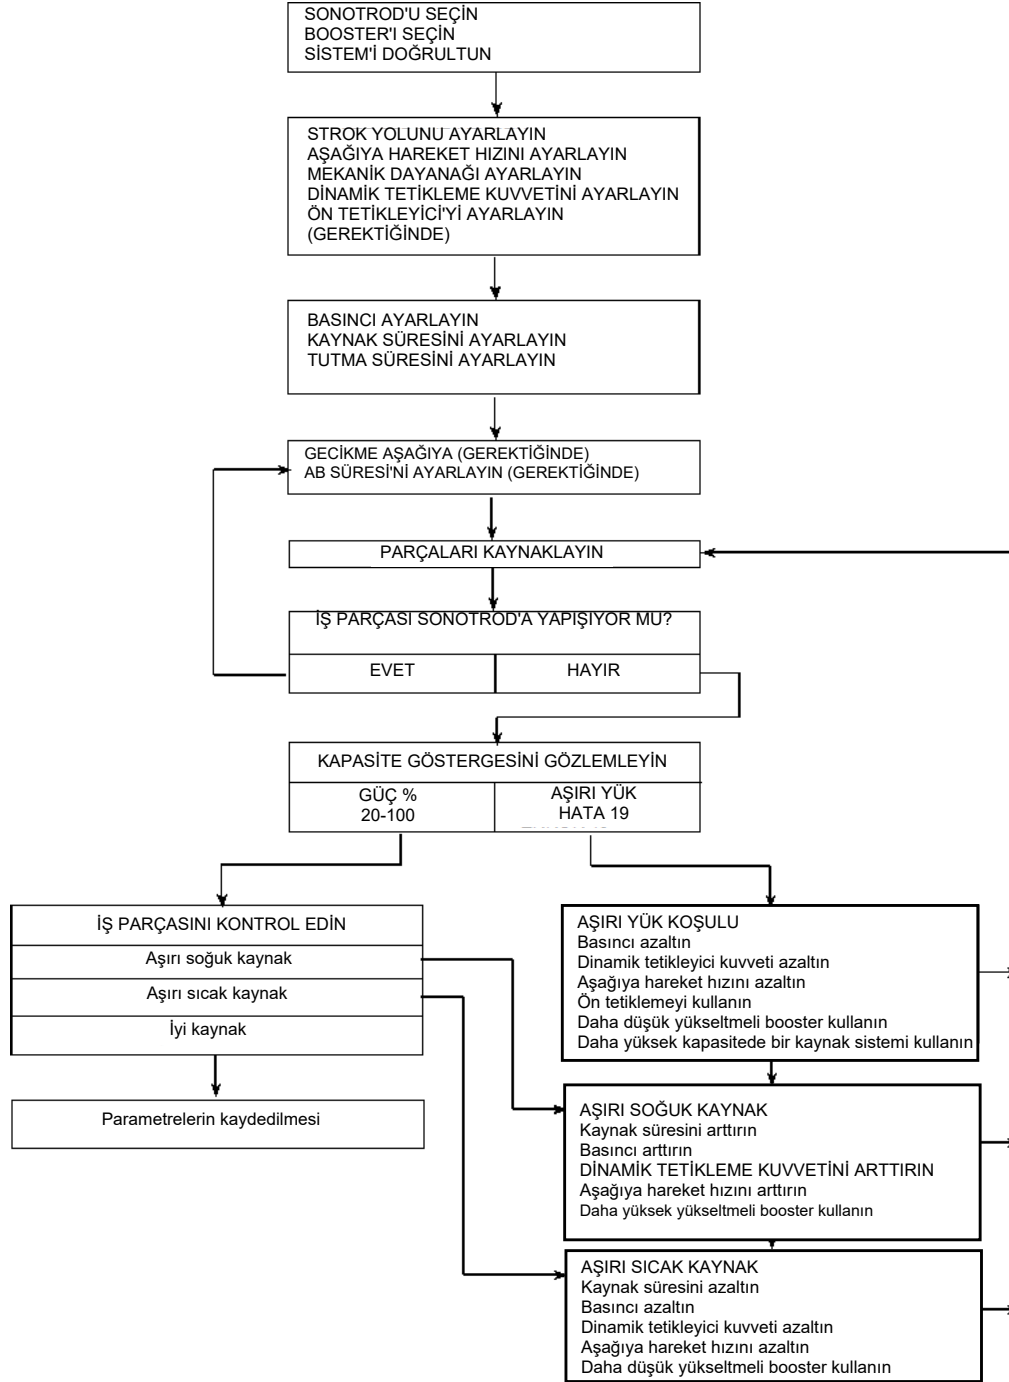 SONOTROD'U SEÇİN
BOOSTER'I SEÇİN
SİSTEM'İ DOĞRULTUN
STROK YOLUNU AYARLAYIN
AŞAĞIYA HAREKET HIZINI AYARLAYIN
MEKANİK DAYANAĞI AYARLAYIN
DİNAMİK TETİKLEME KUVVETİNİ AYARLAYIN
ÖN TETİKLEYİCİ'Yİ AYARLAYIN
(GEREKTİĞİNDE)
BASINCI AYARLAYIN
KAYNAK SÜRESİNİ AYARLAYIN
TUTMA SÜRESİNİ AYARLAYIN
GECİKME AŞAĞIYA (GEREKTİĞİNDE)
AB SÜRESİ'Nİ AYARLAYIN (GEREKTİĞİNDE)
PARÇALARI KAYNAKLAYIN
İŞ PARÇASI SONOTROD'A YAPIŞIYOR MU?
EVET
HAYIR
KAPASİTE GÖSTERGESİNİ GÖZLEMLEYİN
GÜÇ %
20-100
AŞIRI YÜK
HATA 19
İŞ PARÇASINI KONTROL EDİN
Aşırı soğuk kaynak
Aşırı sıcak kaynak
İyi kaynak
Parametrelerin kaydedilmesi
AŞIRI YÜK KOŞULU
Basıncı azaltın
Dinamik tetikleyici kuvveti azaltın
Aşağıya hareket hızını azaltın
Ön tetiklemeyi kullanın
Daha düşük yükseltmeli booster kullanın
Daha yüksek kapasitede bir kaynak sistemi kullanın
AŞIRI SOĞUK KAYNAK
Kaynak süresini arttırın
Basıncı arttırın
DİNAMİK TETİKLEME KUVVETİNİ ARTTIRIN
Aşağıya hareket hızını arttırın
Daha yüksek yükseltmeli booster kullanın
AŞIRI SICAK KAYNAK
Kaynak süresini azaltın
Basıncı azaltın
Dinamik tetikleyici kuvveti azaltın
Aşağıya hareket hızını azaltın
Daha düşük yükseltmeli booster kullanın